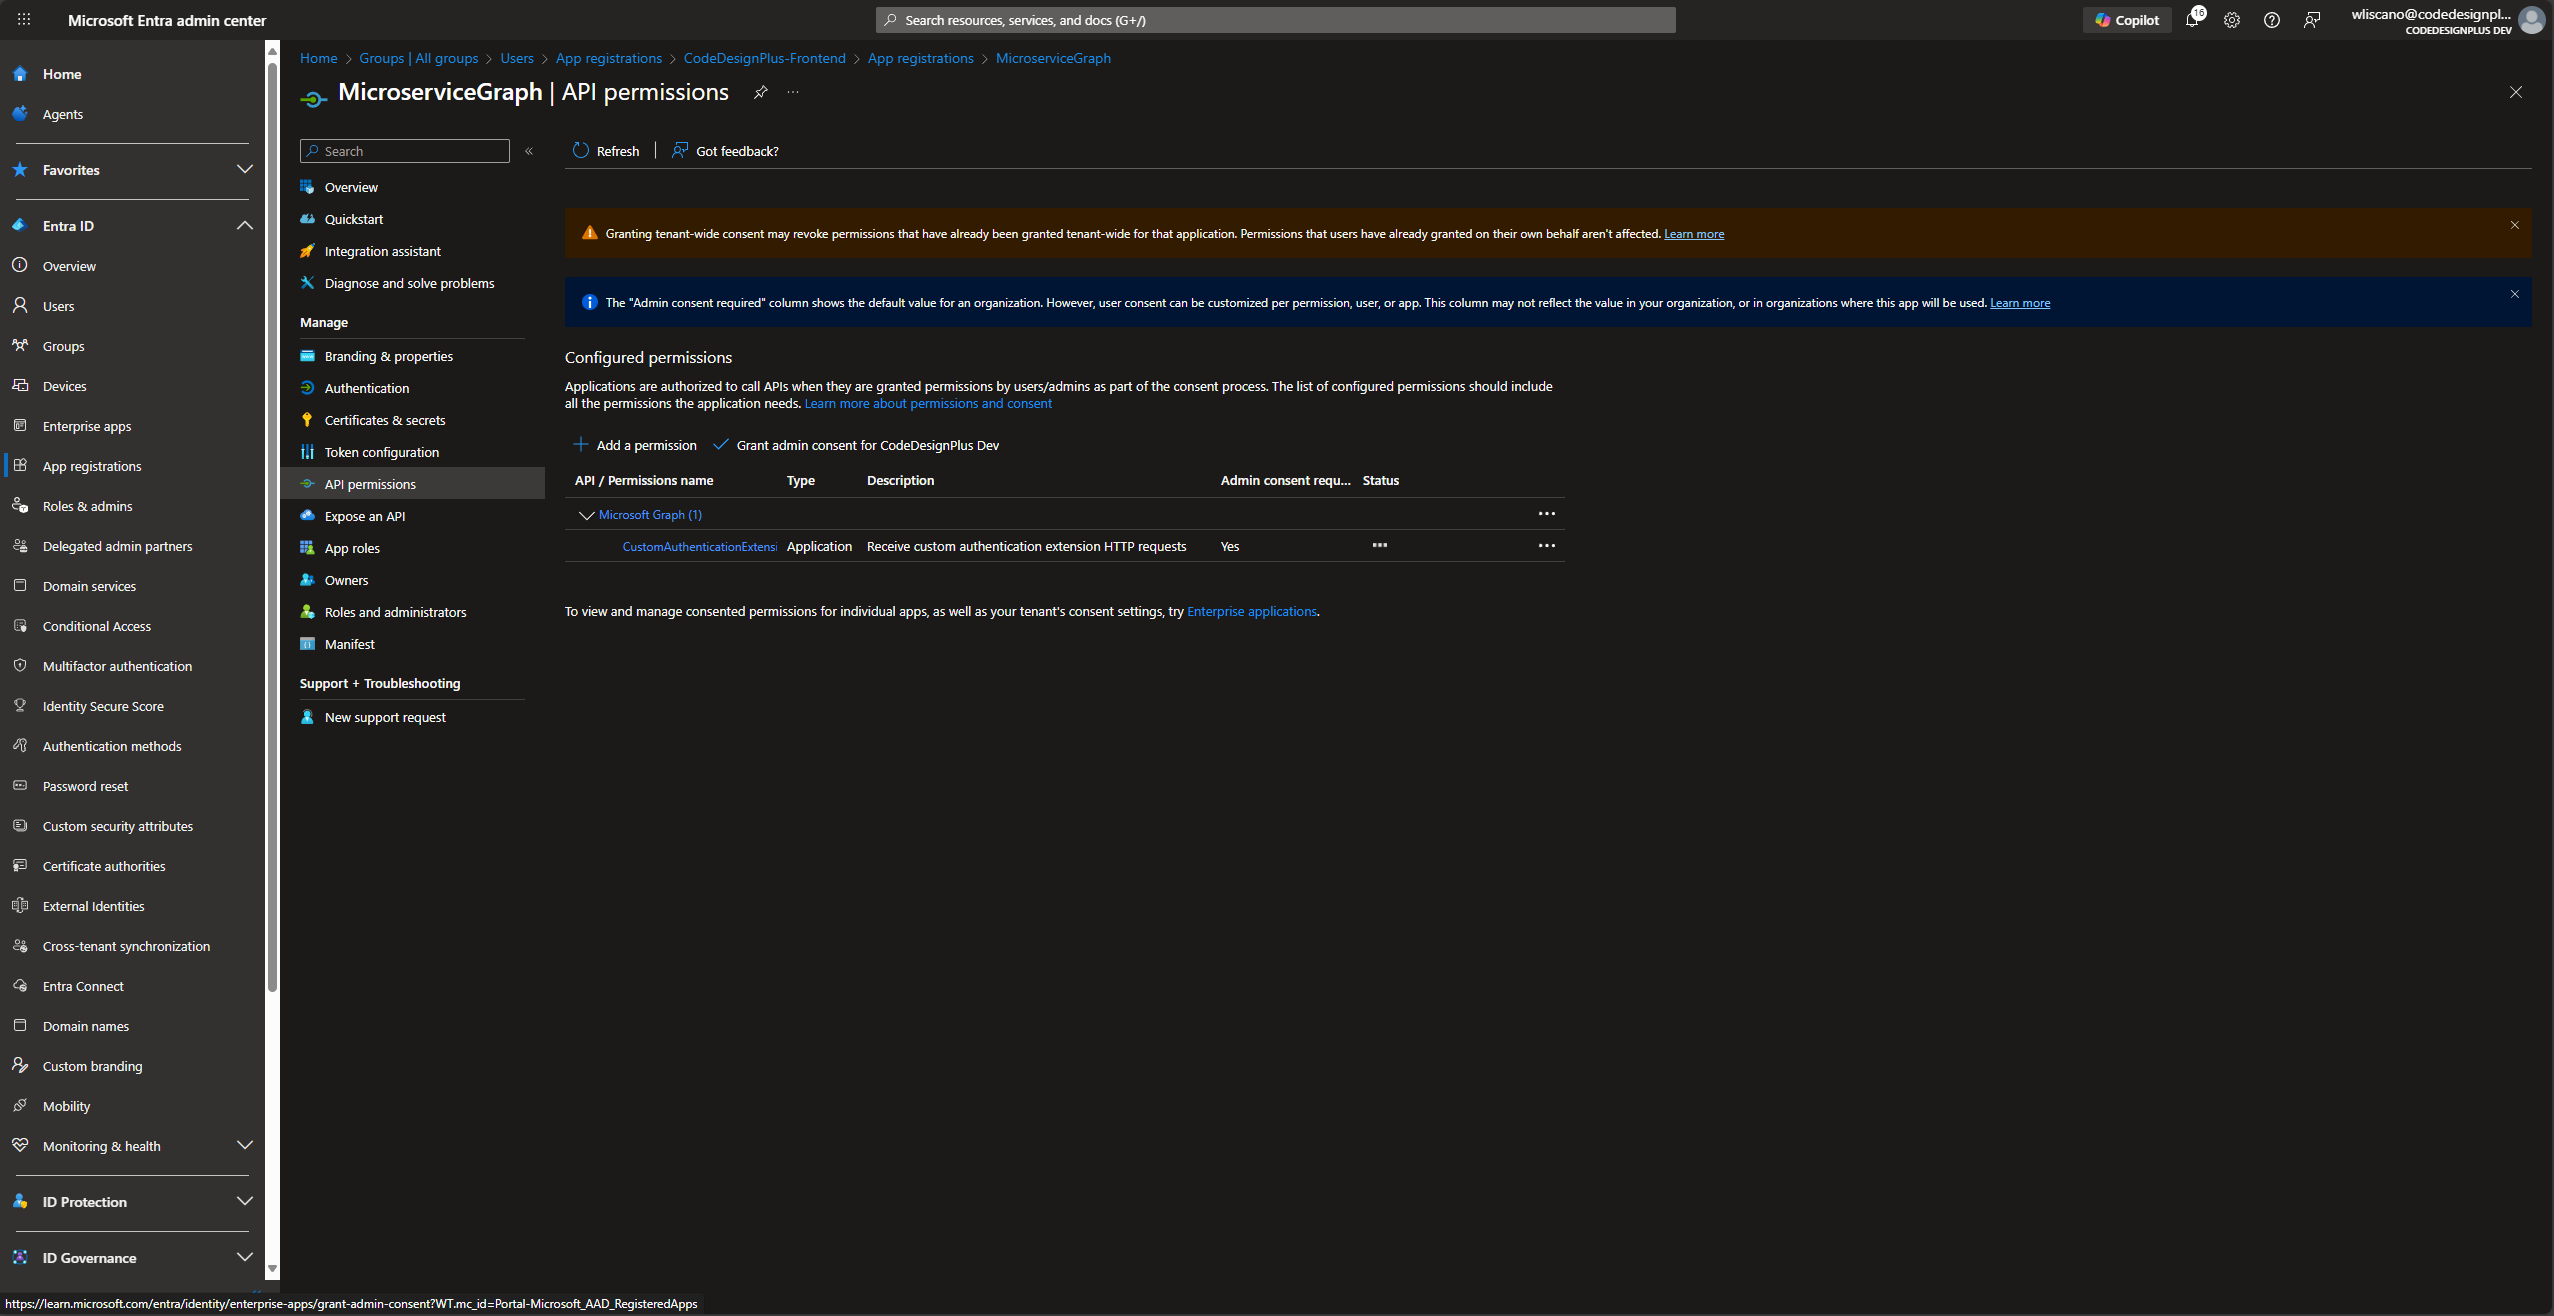 Microsoft Entra admin center
Search resources, services, and docs (G+/)
Copilot
16
wliscano@codedesignpl...
CODEDESIGNPLUS DEV
Home
Agents
Favorites
Entra ID
Overview
Users
Groups
Devices
Enterprise apps
App registrations
Roles & admins
Delegated admin partners
Domain services
Conditional Access
Multifactor authentication
Identity Secure Score
Authentication methods
Password reset
Custom security attributes
Certificate authorities
External Identities
Cross-tenant synchronization
Entra Connect
Domain names
Custom branding
Mobility
Monitoring & health
ID Protection
ID Governance
Home > Groups | All groups > Users > App registrations > CodeDesignPlus-Frontend > App registrations > MicroserviceGraph
MicroserviceGraph | API permissions
Search
Overview
Quickstart
Integration assistant
Diagnose and solve problems
Manage
Branding & properties
Authentication
Certificates & secrets
Token configuration
API permissions
Expose an API
App roles
Owners
Roles and administrators
Manifest
Support + Troubleshooting
New support request
Refresh
Got feedback?
Granting tenant-wide consent may revoke permissions that have already been granted tenant-wide for that application. Permissions that users have already granted on their own behalf aren't affected. Learn more
The "Admin consent required" column shows the default value for an organization. However, user consent can be customized per permission, user, or app. This column may not reflect the value in your organization, or in organizations where this app will be used. Learn more
Configured permissions
Applications are authorized to call APIs when they are granted permissions by users/admins as part of the consent process. The list of configured permissions should include
all the permissions the application needs. Learn more about permissions and consent
Add a permission
Grant admin consent for CodeDesignPlus Dev
API / Permissions name Type Description Admin consent requ... Status
Microsoft Graph (1)
CustomAuthenticationExtensi Application Receive custom authentication extension HTTP requests Yes
To view and manage consented permissions for individual apps, as well as your tenant's consent settings, try Enterprise applications.
https://learn.microsoft.com/entra/identity/enterprise-apps/grant-admin-consent?WT.mc_id=Portal-Microsoft_AAD_RegisteredApps